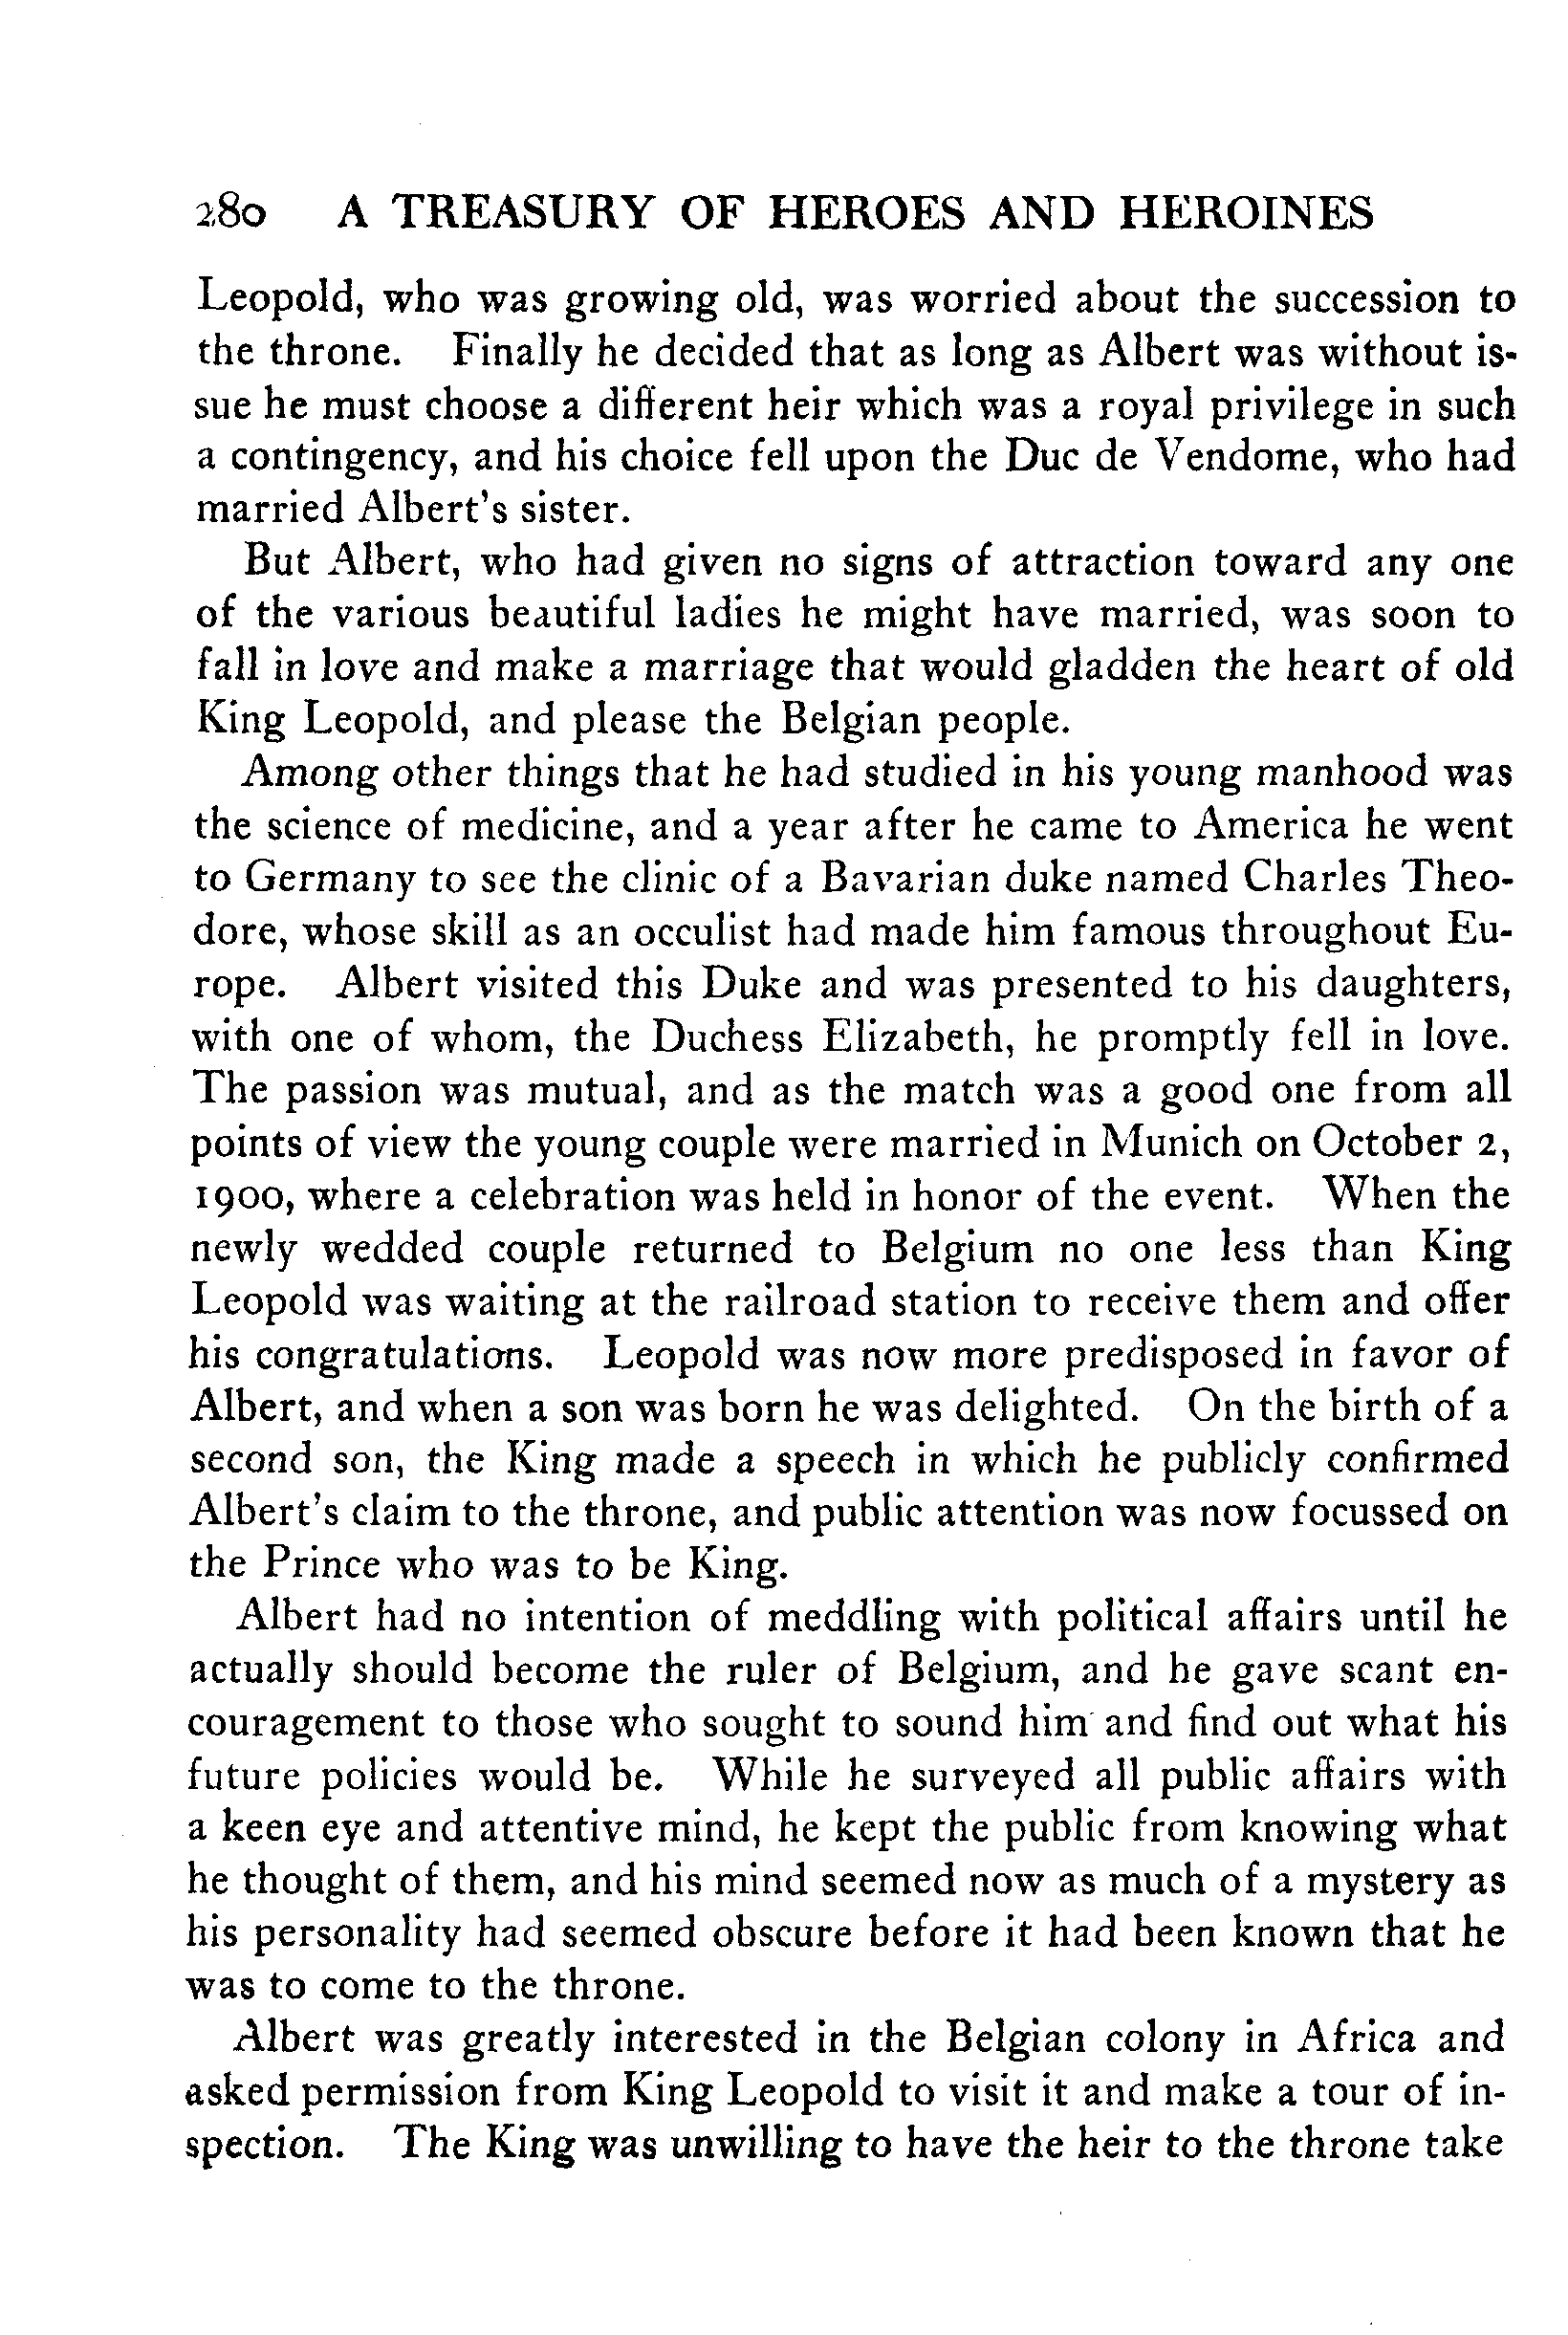 280 A TREASURY OF HEROES AND HEROINES
Leopold, who was growing old, was worried about the succession to
the throne. Finally he decided that as long as Albert was without is-
sue he must choose a different heir which was a royal privilege in such
a contingency, and his choice fell upon the Duc de Vendome, who had
married Albert's sister.
But Albert, who had given no signs of attraction toward any one
of the various beautiful ladies he might have married, was soon to
fall in love and make a marriage that would gladden the heart of old
King Leopold, and please the Belgian people.
Among other things that he had studied in his young manhood was
the science of medicine, and a year after he came to America he went
to Germany to see the clinic of a Bavarian duke named Charles Theo-
dore, whose skill as an occulist had made him famous throughout Eu-
rope. Albert visited this Duke and was presented to his daughters,
with one of whom, the Duchess Elizabeth, he promptly fell in love.
The passion was mutual, and as the match was a good one from all
points of view the young couple were married in Munich on October 2,
1900, where a celebration was held in honor of the event. When the
newly wedded couple returned to Belgium no one less than King
Leopold was waiting at the railroad station to receive them and offer
his congratulations. Leopold was now more predisposed in favor of
Albert, and when a son was born he was delighted. On the birth of a
second son, the King made a speech in which he publicly confirmed
Albert's claim to the throne, and public attention was now focussed on
the Prince who was to be King.
Albert had no intention of meddling with political affairs until he
actually should become the ruler of Belgium, and he gave scant en-
couragement to those who sought to sound him and find out what his
future policies would be. While he surveyed all public affairs with
a keen eye and attentive mind, he kept the public from knowing what
he thought of them, and his mind seemed now as much of a mystery as
his personality had seemed obscure before it had been known that he
was to come to the throne.
Albert was greatly interested in the Belgian colony in Africa and
asked permission from King Leopold to visit it and make a tour of in-
spection. The King was unwilling to have the heir to the throne take